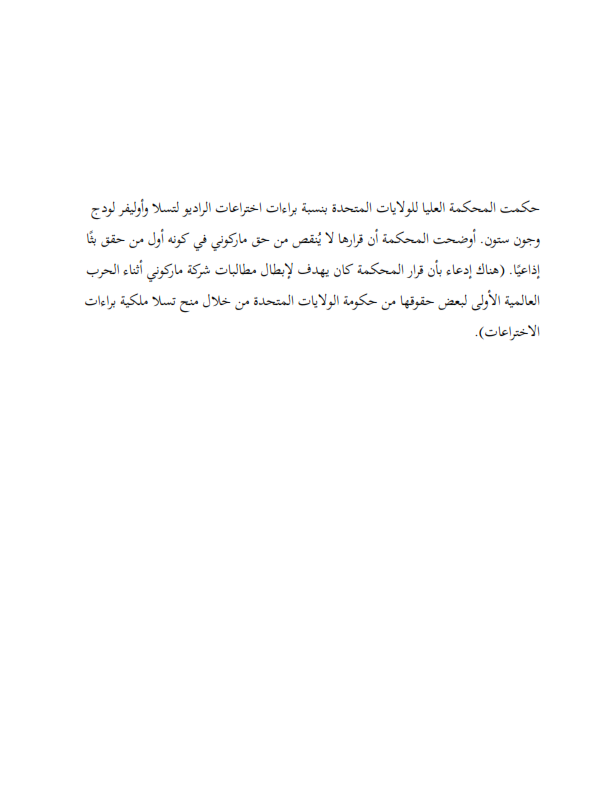 حكمت المحكمة العليا للولايات المتحدة بنسبة براءات اختراعات الراديو لتسلا وأوليفر لودج
وجون ستون. أوضحت المحكمة أن قرارها لا يُنقص من حق ماركوني في كونه أول من حقق بثًا
إذاعيًا. (هناك إدعاء بأن قرار المحكمة كان يهدف لإبطال مطالبات شركة ماركوني أثناء الحرب
العالمية الأولى لبعض حقوقها من حكومة الولايات المتحدة من خلال منح تسلا ملكية براءات
الاختراعات).